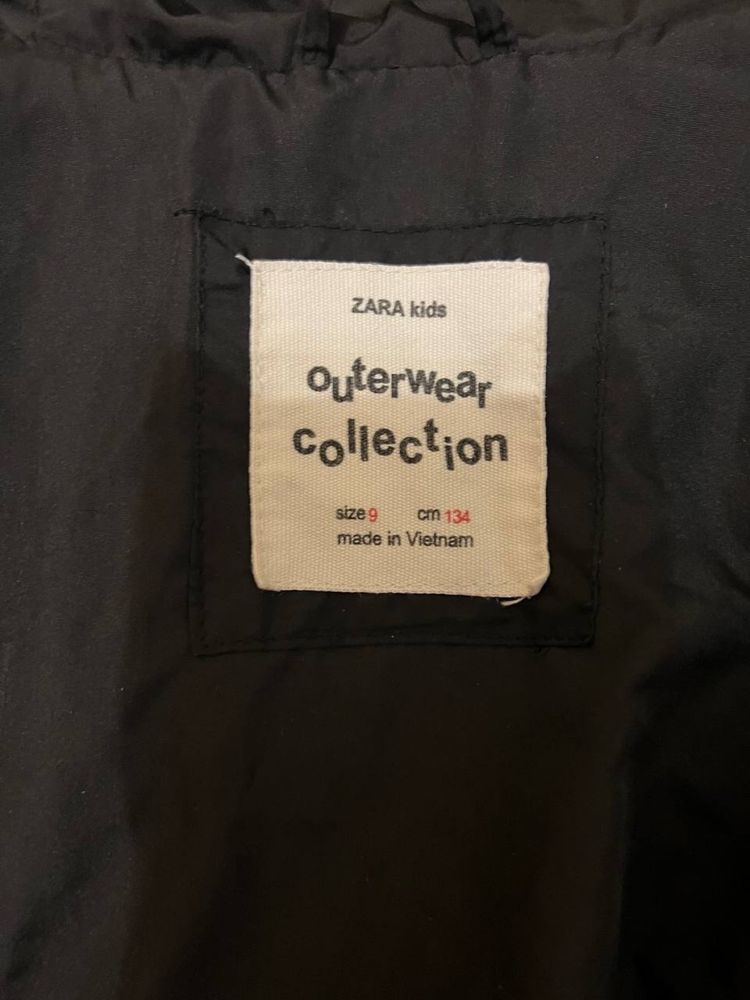 ZARA kids
outerwear
collection
size 9 cm 134
made in Vietnam